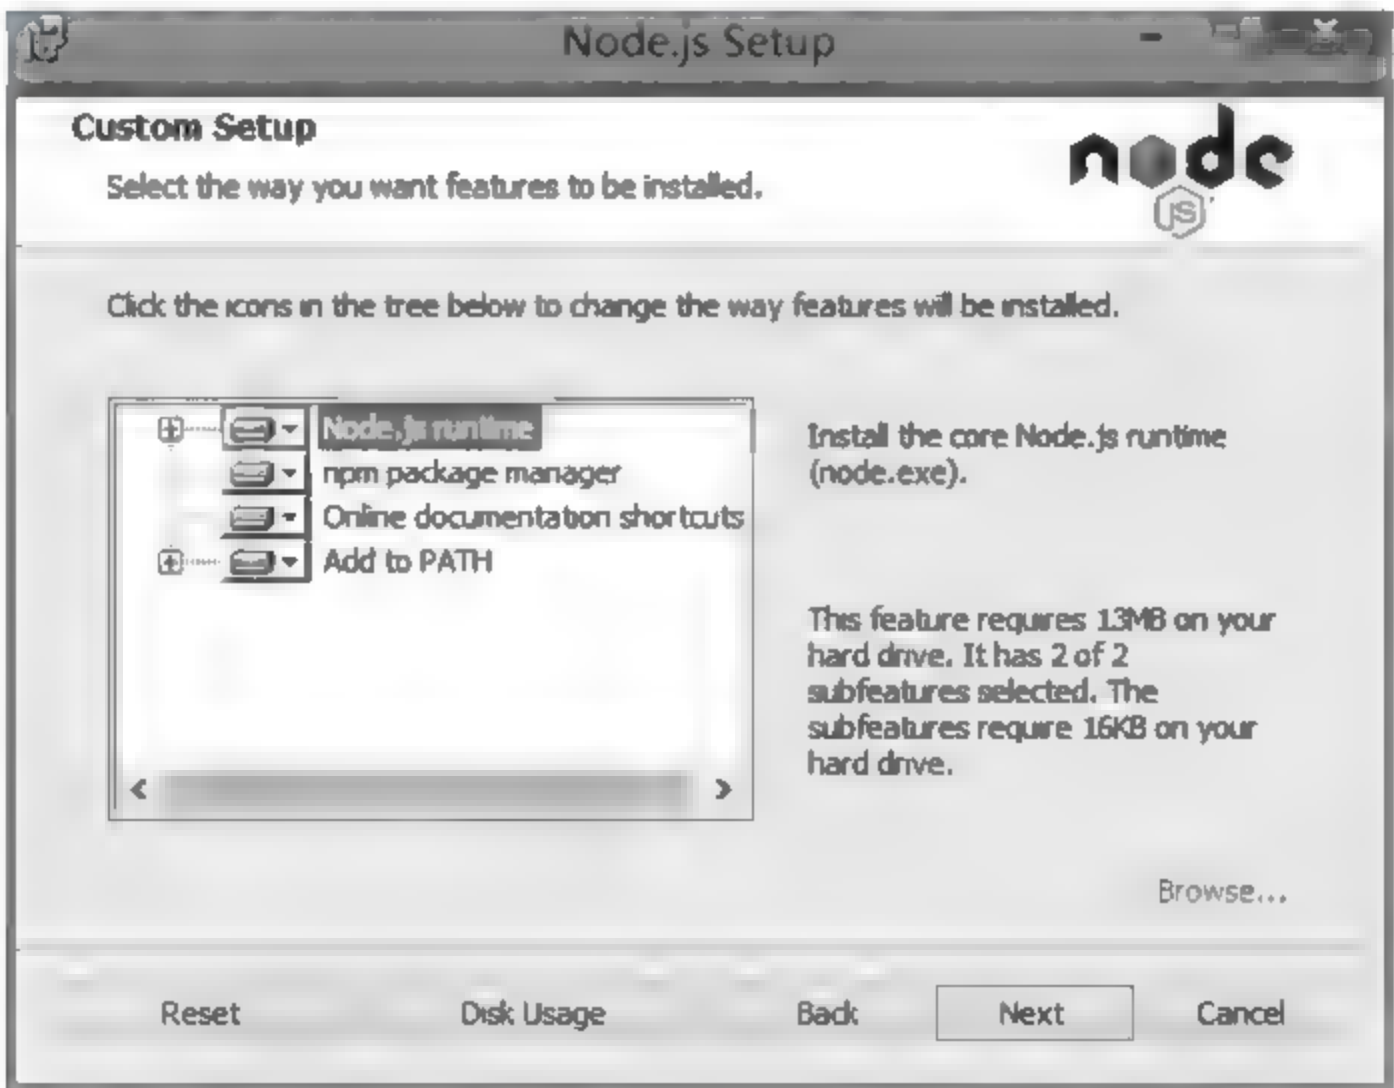 Node.js Setup
Custom Setup
Select the way you want features to be installed.
node
JS
Click the icons in the tree below to change the way features will be installed.
Node.js runtime
npm package manager
Online documentation shortcuts
Add to PATH
Install the core Node.js runtime
(node.exe).
This feature requires 13MB on your
hard drive. It has 2 of 2
subfeatures selected. The
subfeatures require 16KB on your
hard drive.
Browse...
Reset
Disk Usage
Back
Next
Cancel